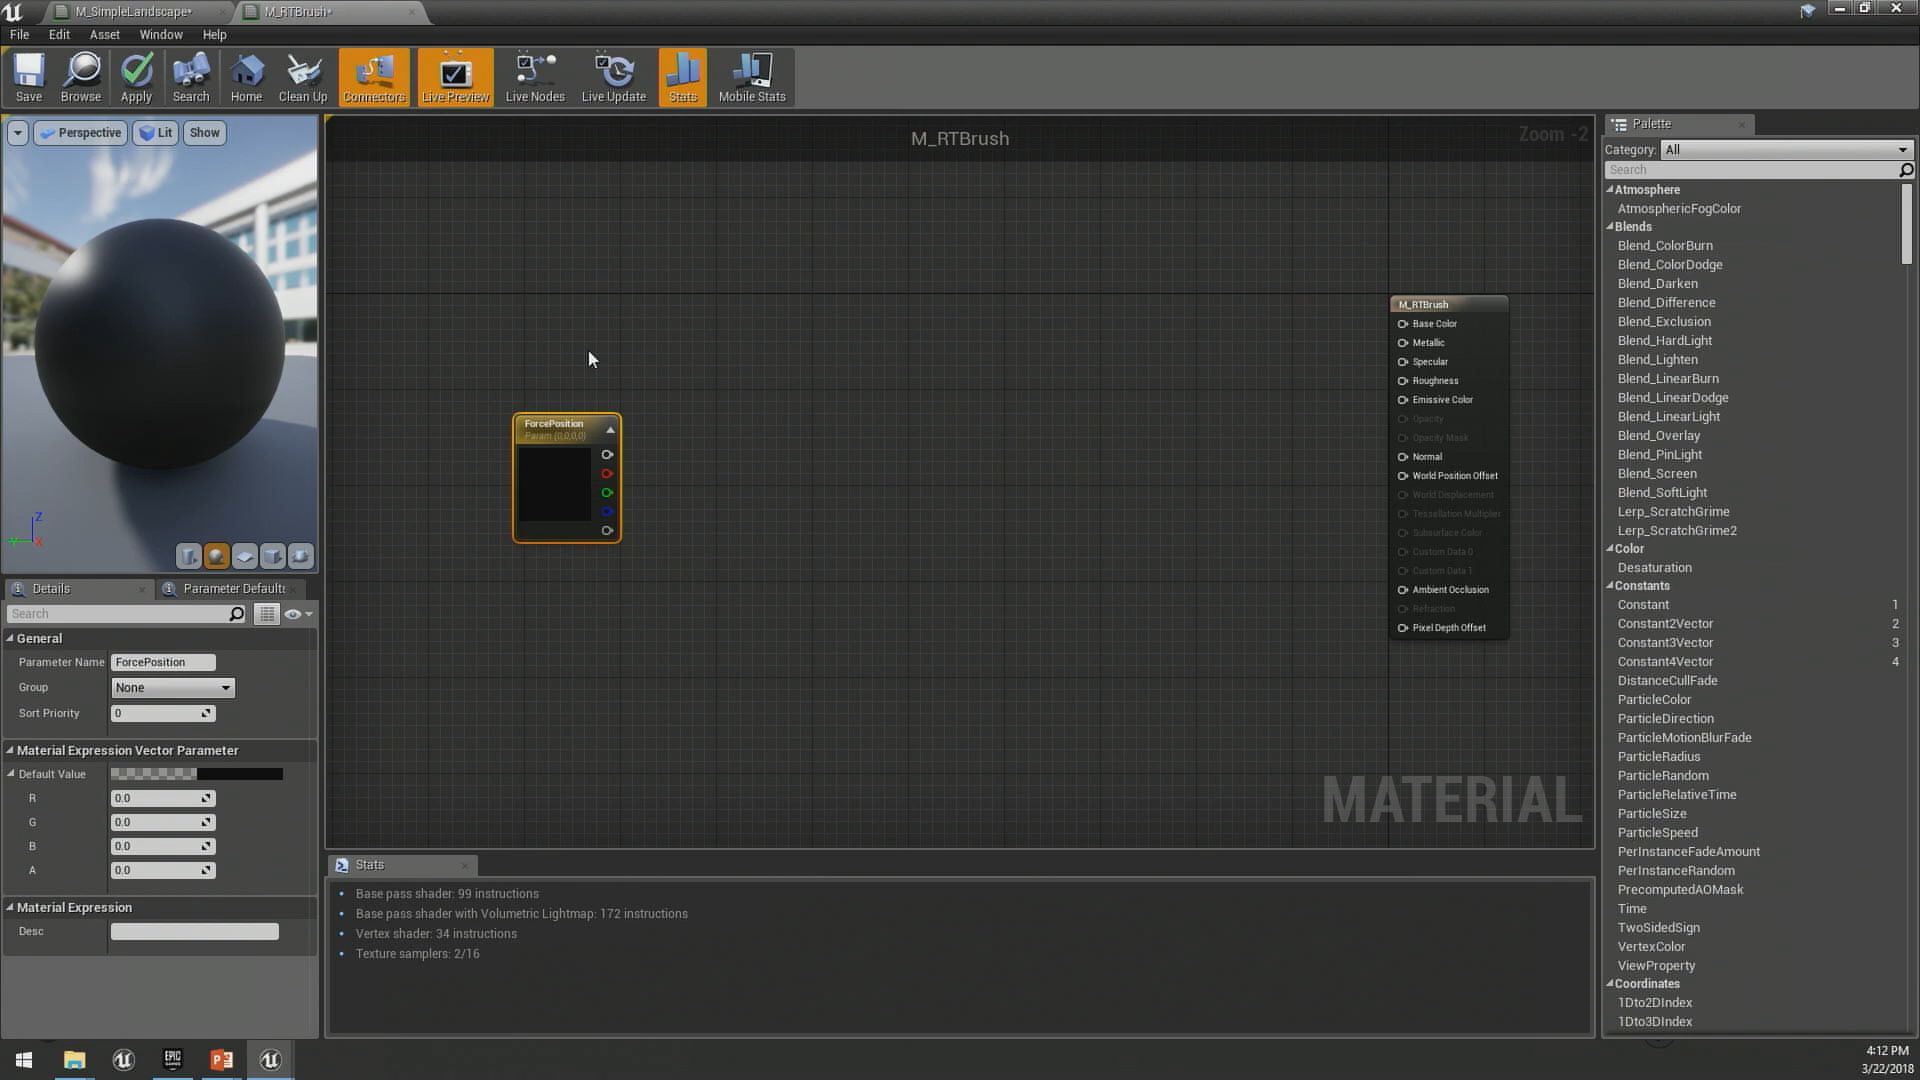 M_SimpleLandscape*
M_RTBrush*
File Edit Asset Window Help
Save Browse Apply Search Home Clean Up Connectors Live Preview Live Nodes Live Update Stats Mobile Stats
Perspective Lit Show
Z
Y X
M_RTBrush
Zoom -2
ForcePosition
Param (0,0,0,0)
M_RTBrush
Base Color
Metallic
Specular
Roughness
Emissive Color
Opacity
Opacity Mask
Normal
World Position Offset
World Displacement
Tessellation Multiplier
Subsurface Color
Custom Data 0
Custom Data 1
Ambient Occlusion
Refraction
Pixel Depth Offset
MATERIAL
Details
Parameter Default
Search
General
Parameter Name ForcePosition
Group None
Sort Priority 0
Material Expression Vector Parameter
Default Value
R 0.0
G 0.0
B 0.0
A 0.0
Material Expression
Desc
Stats
Base pass shader: 99 instructions
Base pass shader with Volumetric Lightmap: 172 instructions
Vertex shader: 34 instructions
Texture samplers: 2/16
Palette
Category: All
Search
Atmosphere
AtmosphericFogColor
Blends
Blend_ColorBurn
Blend_ColorDodge
Blend_Darken
Blend_Difference
Blend_Exclusion
Blend_HardLight
Blend_Lighten
Blend_LinearBurn
Blend_LinearDodge
Blend_LinearLight
Blend_Overlay
Blend_PinLight
Blend_Screen
Blend_SoftLight
Lerp_ScratchGrime
Lerp_ScratchGrime2
Color
Desaturation
Constants
Constant 1
Constant2Vector 2
Constant3Vector 3
Constant4Vector 4
DistanceCullFade
ParticleColor
ParticleDirection
ParticleMotionBlurFade
ParticleRadius
ParticleRandom
ParticleRelativeTime
ParticleSize
ParticleSpeed
PerInstanceFadeAmount
PerInstanceRandom
PrecomputedAOMask
Time
TwoSidedSign
VertexColor
ViewProperty
Coordinates
1Dto2DIndex
1Dto3DIndex
EPIC
4:12 PM
3/22/2018